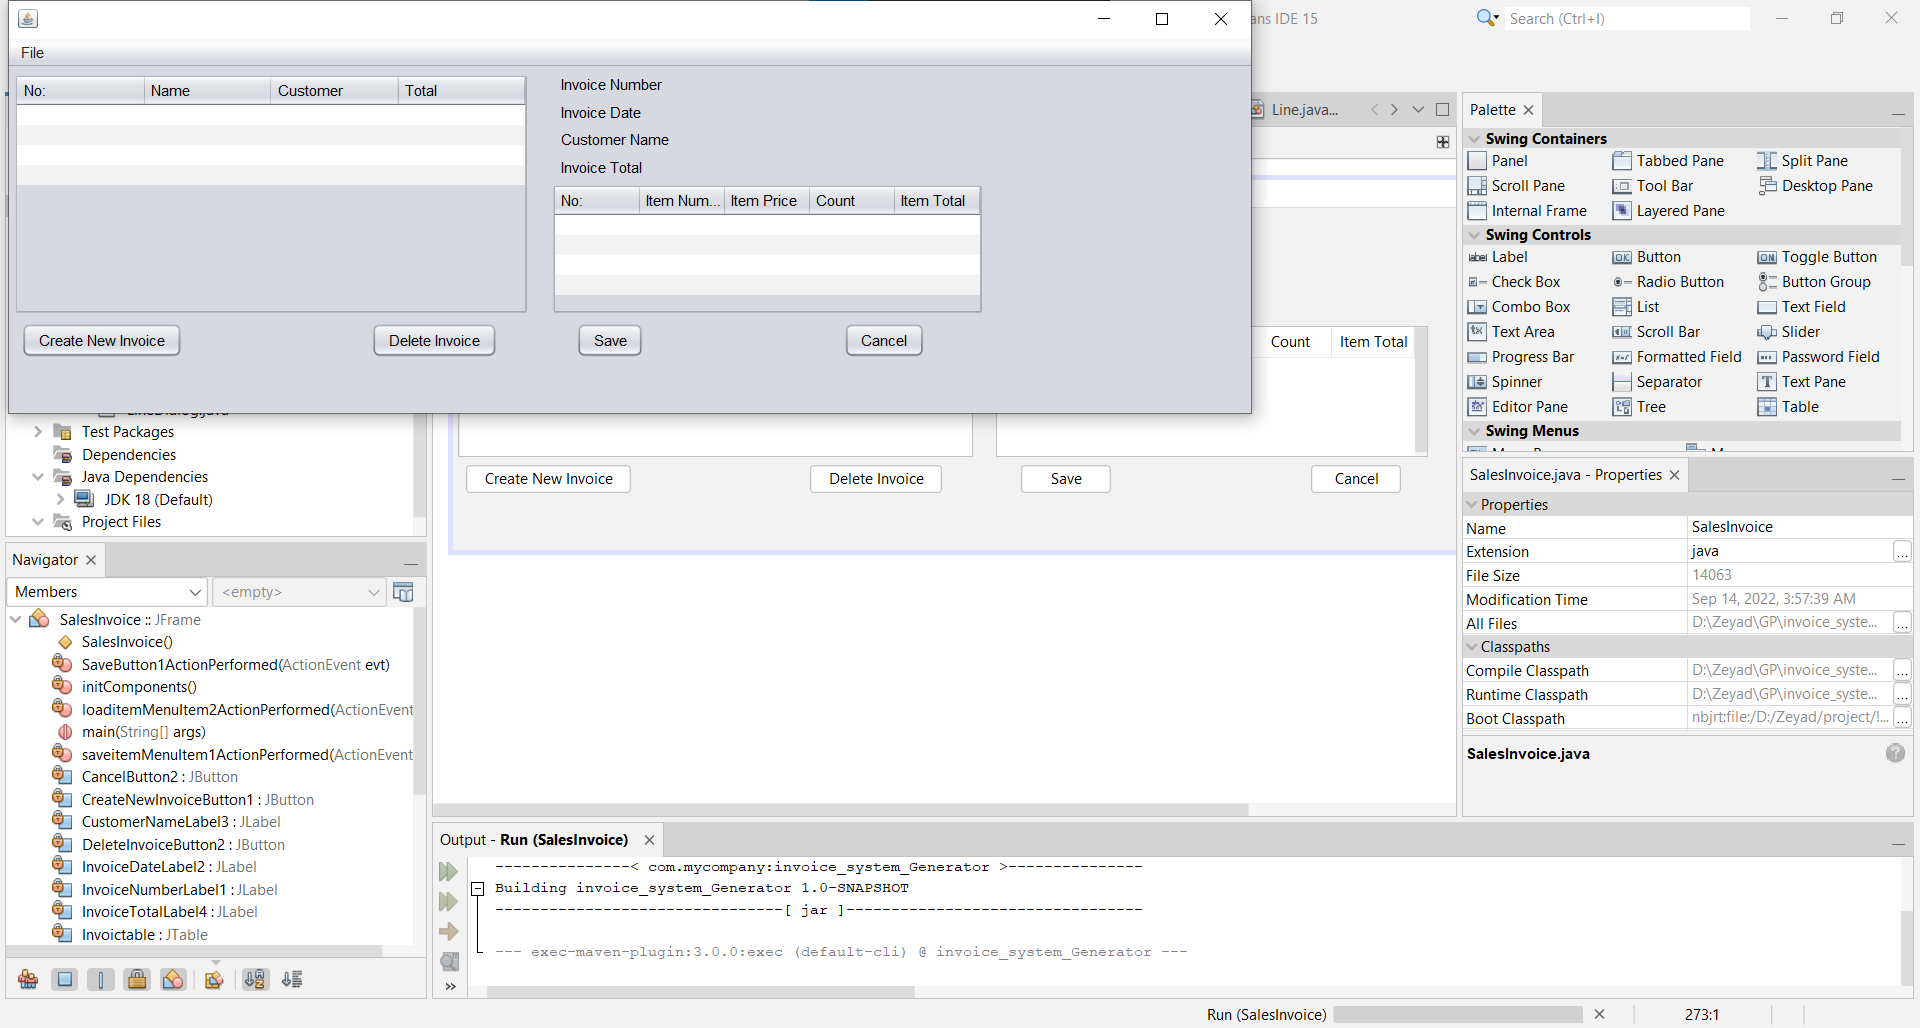 ans IDE 15
Search (Ctrl+I)
File
No: Name Customer Total
Invoice Number
Invoice Date
Customer Name
Invoice Total
No: Item Num... Item Price Count Item Total
Create New Invoice Delete Invoice Save Cancel
Line.java...
Count Item Total
Create New Invoice Delete Invoice Save Cancel
Palette
Swing Containers
Panel Tabbed Pane Split Pane
Scroll Pane Tool Bar Desktop Pane
Internal Frame Layered Pane
Swing Controls
Label Button Toggle Button
Check Box Radio Button Button Group
Combo Box List Text Field
Text Area Scroll Bar Slider
Progress Bar Formatted Field Password Field
Spinner Separator Text Pane
Editor Pane Tree Table
Swing Menus
LineDialog.java
Test Packages
Dependencies
Java Dependencies
JDK 18 (Default)
Project Files
Navigator
Members <empty>
SalesInvoice :: JFrame
SalesInvoice()
SaveButton1ActionPerformed(ActionEvent evt)
initComponents()
loaditemMenuItem2ActionPerformed(ActionEvent
main(String[] args)
saveitemMenuItem1ActionPerformed(ActionEvent
CancelButton2 : JButton
CreateNewInvoiceButton1 : JButton
CustomerNameLabel3 : JLabel
DeleteInvoiceButton2 : JButton
InvoiceDateLabel2 : JLabel
InvoiceNumberLabel1 : JLabel
InvoiceTotalLabel4 : JLabel
Invoictable : JTable
SalesInvoice.java - Properties
Properties
Name SalesInvoice
Extension java ...
File Size 14063
Modification Time Sep 14, 2022, 3:57:39 AM
All Files D:\Zeyad\GP\invoice_syste... ...
Classpaths
Compile Classpath D:\Zeyad\GP\invoice_syste... ...
Runtime Classpath D:\Zeyad\GP\invoice_syste... ...
Boot Classpath nbjrt:file:/D:/Zeyad/project/!... ...
SalesInvoice.java
Output - Run (SalesInvoice)
---------------< com.mycompany:invoice_system_Generator >---------------
Building invoice_system_Generator 1.0-SNAPSHOT
--------------------------------[ jar ]---------------------------------
--- exec-maven-plugin:3.0.0:exec (default-cli) @ invoice_system_Generator ---
Run (SalesInvoice)
273:1